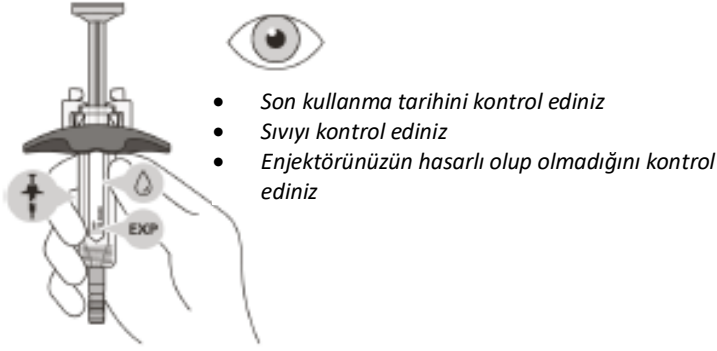 • Son kullanma tarihini kontrol ediniz
• Sıvıyı kontrol ediniz
• Enjektörünüzün hasarlı olup olmadığını kontrol
ediniz
EXP